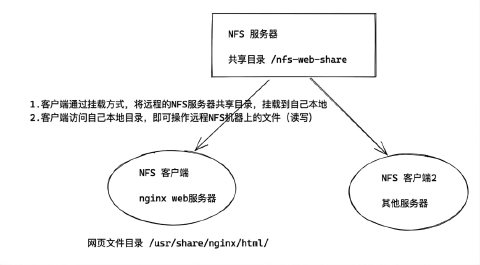 NFS 服务器
共享目录 /nfs-web-share
1.客户端通过挂载方式，将远程的NFS服务器共享目录，挂载到自己本地
2.客户端访问自己本地目录，即可操作远程NFS机器上的文件（读写）
NFS 客户端
nginx web服务器
NFS 客户端2
其他服务器
网页文件目录 /usr/share/nginx/html/